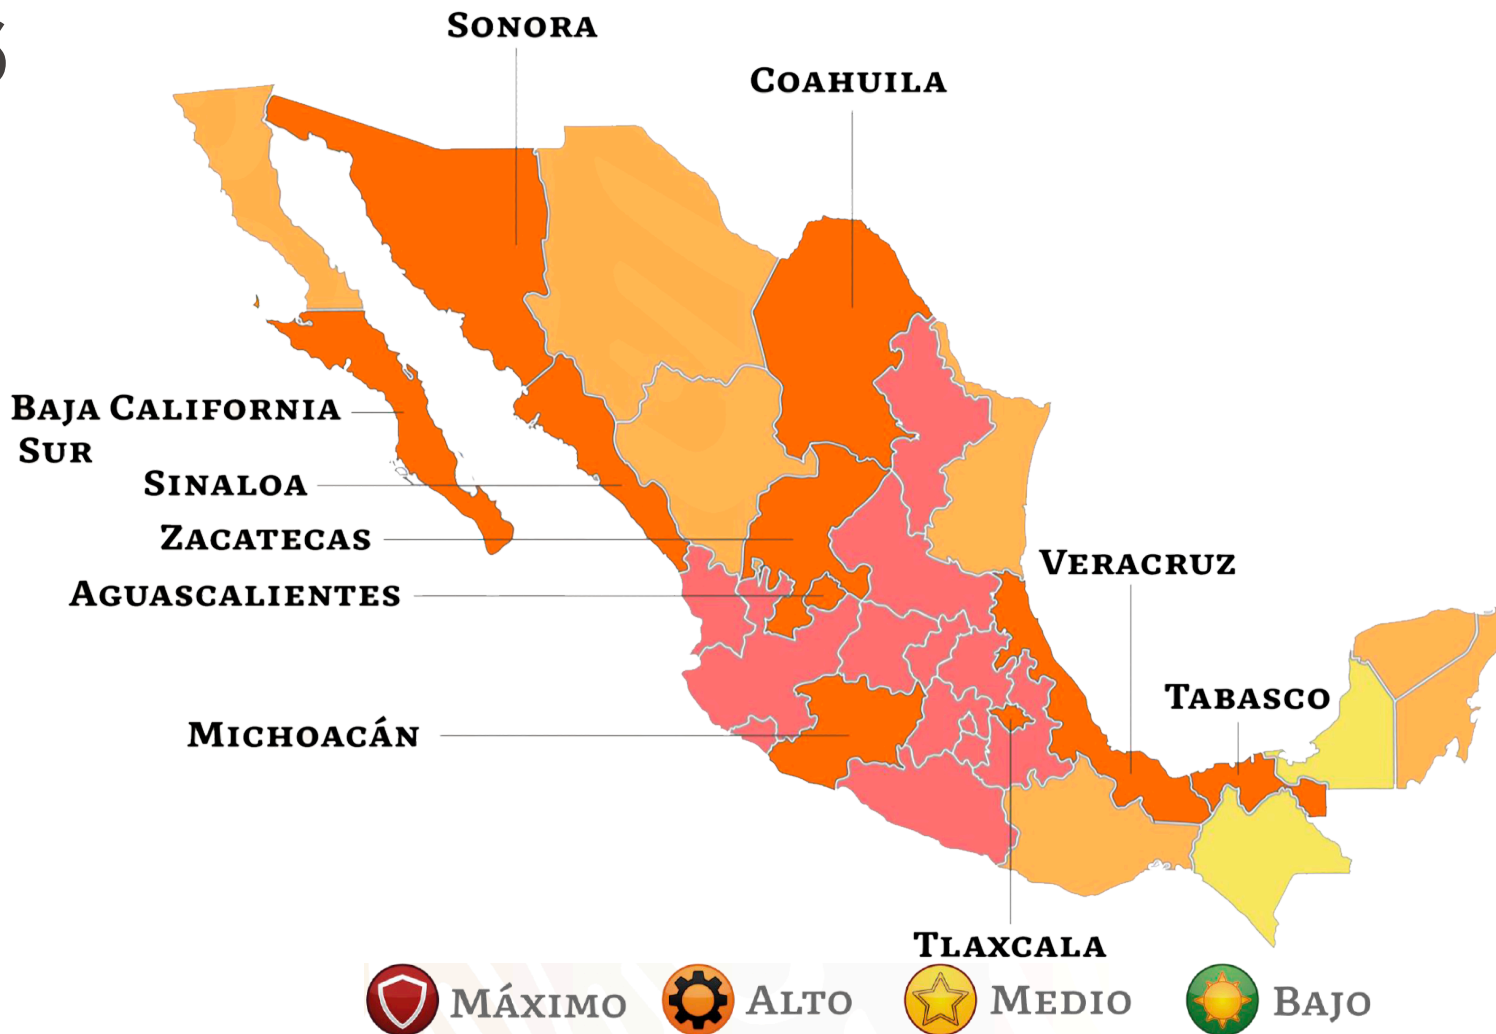 S
SONORA
COAHUILA
BAJA CALIFORNIA
SUR
SINALOA
ZACATECAS
AGUASCALIENTES
VERACRUZ
TABASCO
MICHOACÁN
TLAXCALA
MÁXIMO
ALTO
MEDIO
BAJO